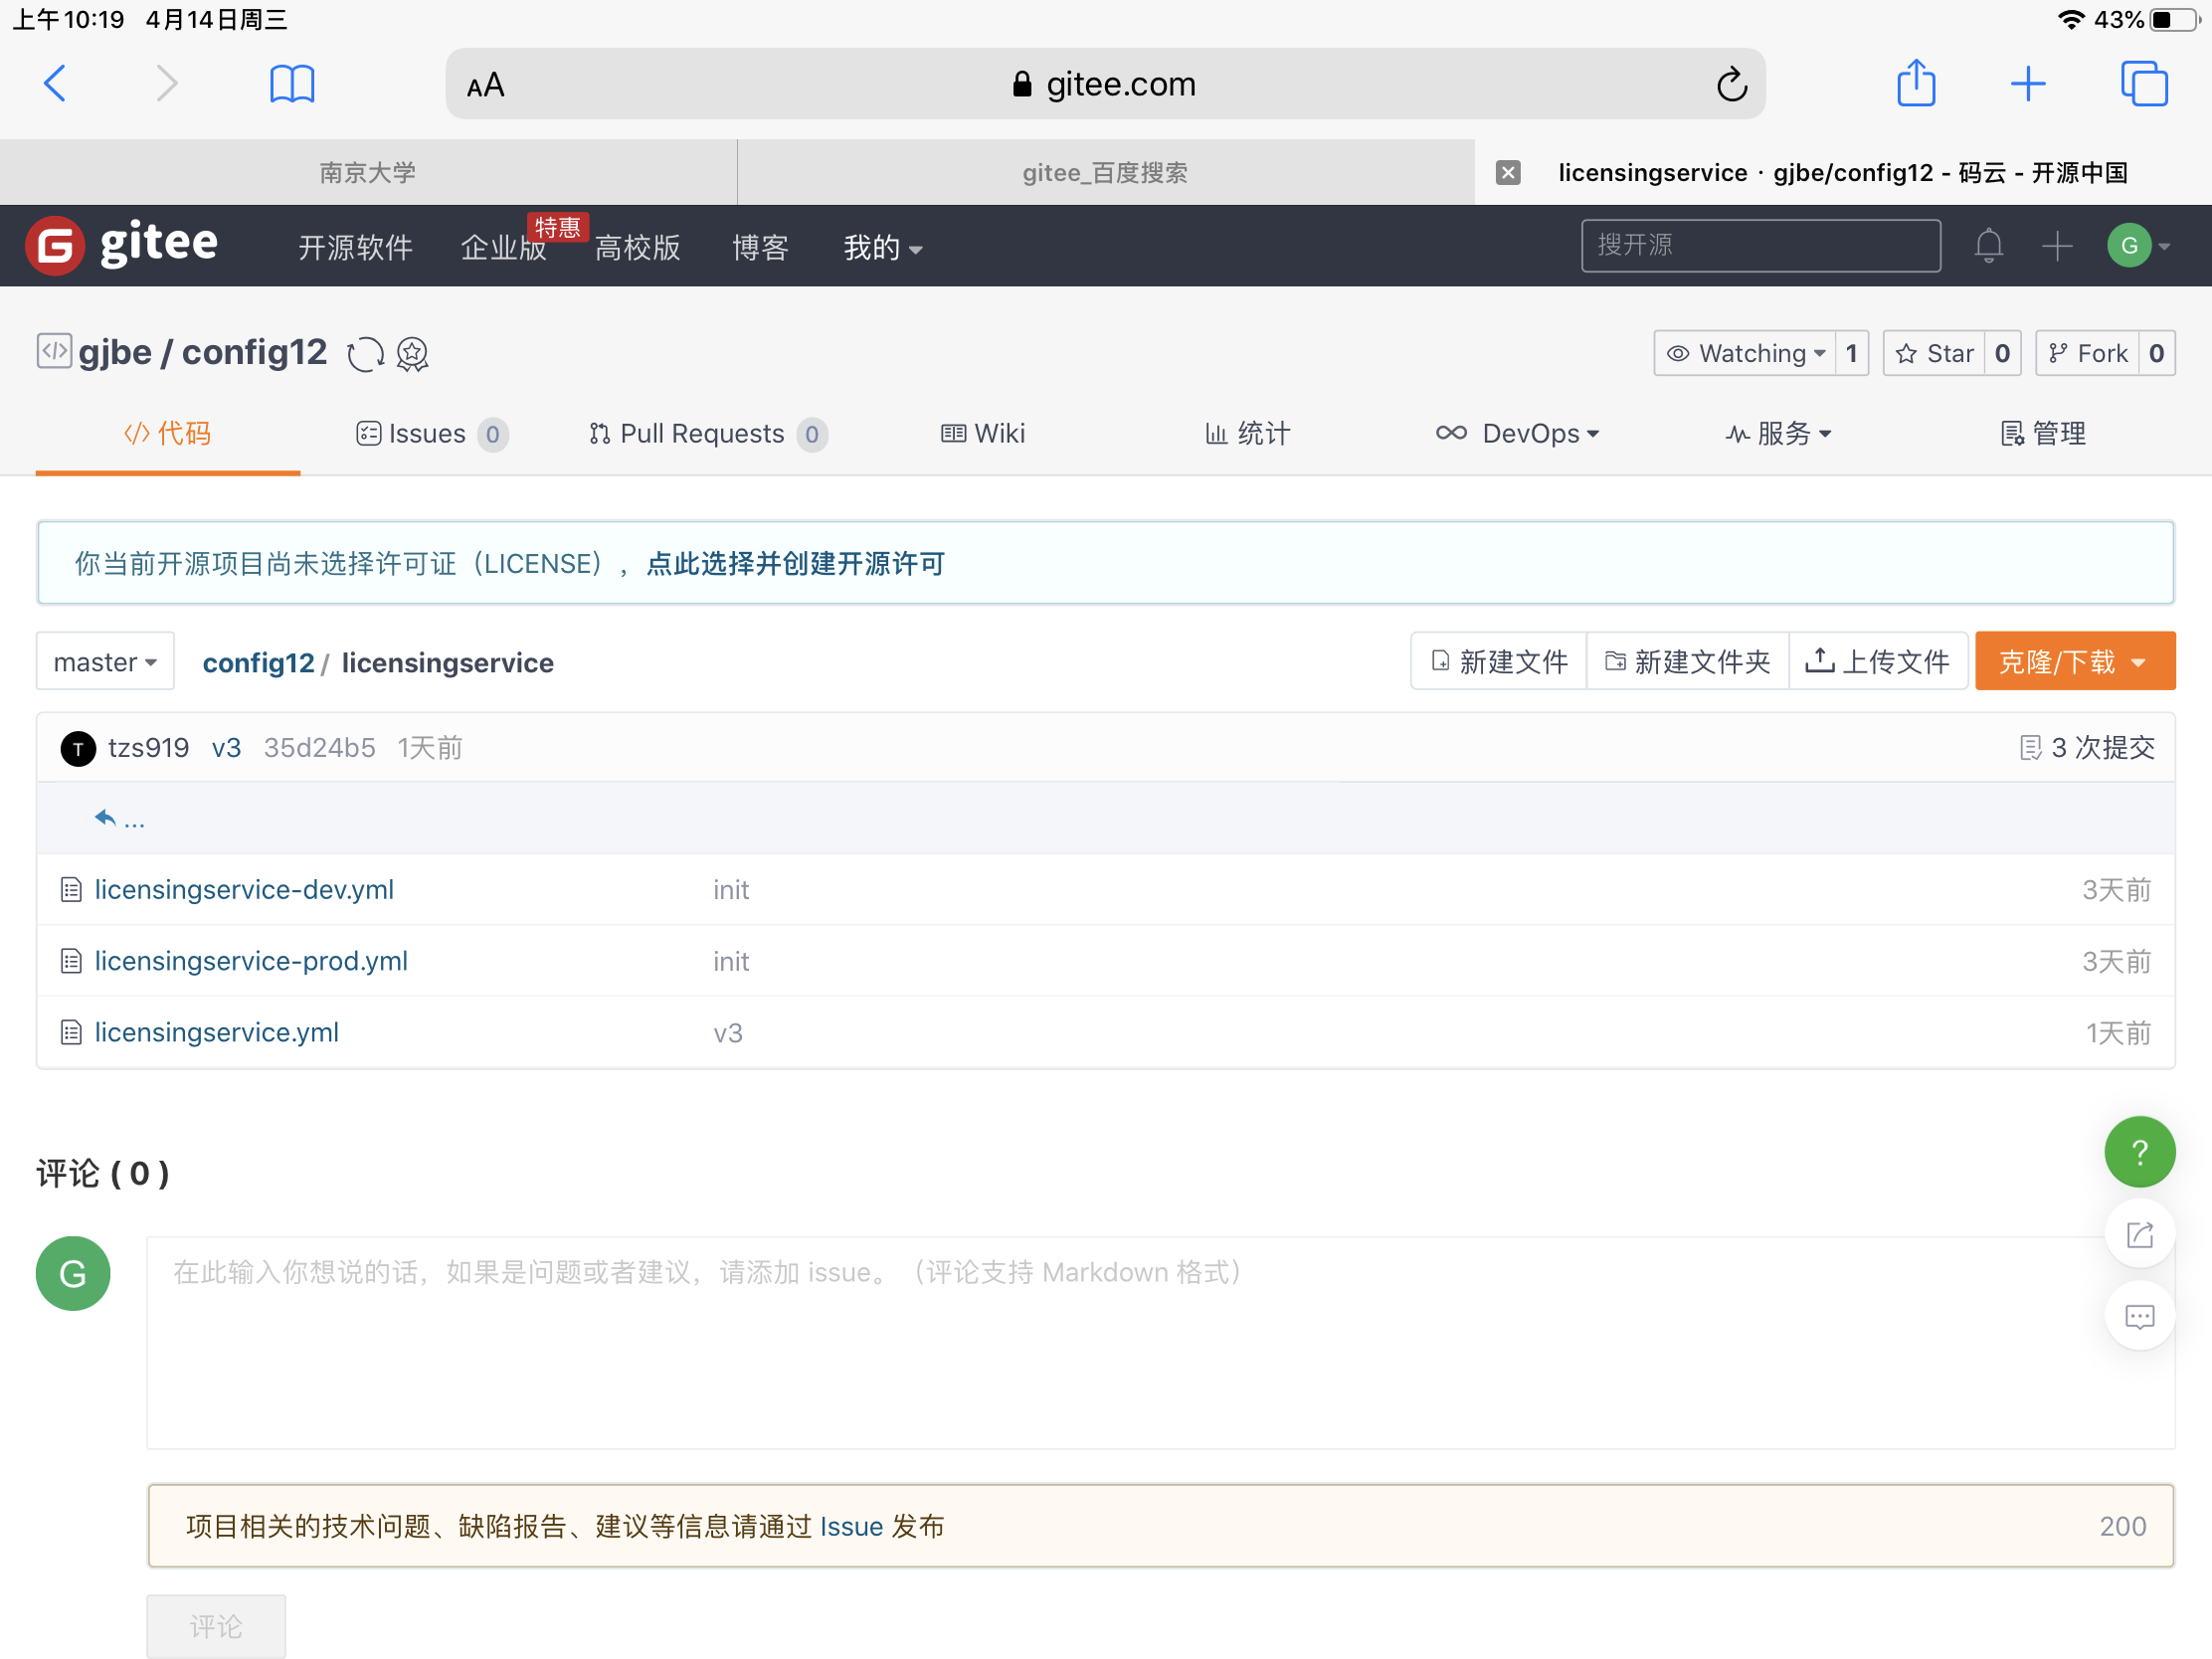 上午10:19 4月14日周三 43%
AA gitee.com
南京大学 gitee_百度搜索 licensingservice · gjbe/config12 - 码云 - 开源中国
gitee 开源软件 企业版 特惠 高校版 博客 我的 搜开源 G
gjbe / config12 Watching 1 Star 0 Fork 0
代码 Issues 0 Pull Requests 0 Wiki 统计 DevOps 服务 管理
你当前开源项目尚未选择许可证（LICENSE），点此选择并创建开源许可
master config12 / licensingservice 新建文件 新建文件夹 上传文件 克隆/下载
T tzs919 v3 35d24b5 1天前 3 次提交
...
licensingservice-dev.yml init 3天前
licensingservice-prod.yml init 3天前
licensingservice.yml v3 1天前
评论 ( 0 )
?
G 在此输入你想说的话，如果是问题或者建议，请添加 issue。（评论支持 Markdown 格式）
项目相关的技术问题、缺陷报告、建议等信息请通过 Issue 发布 200
评论